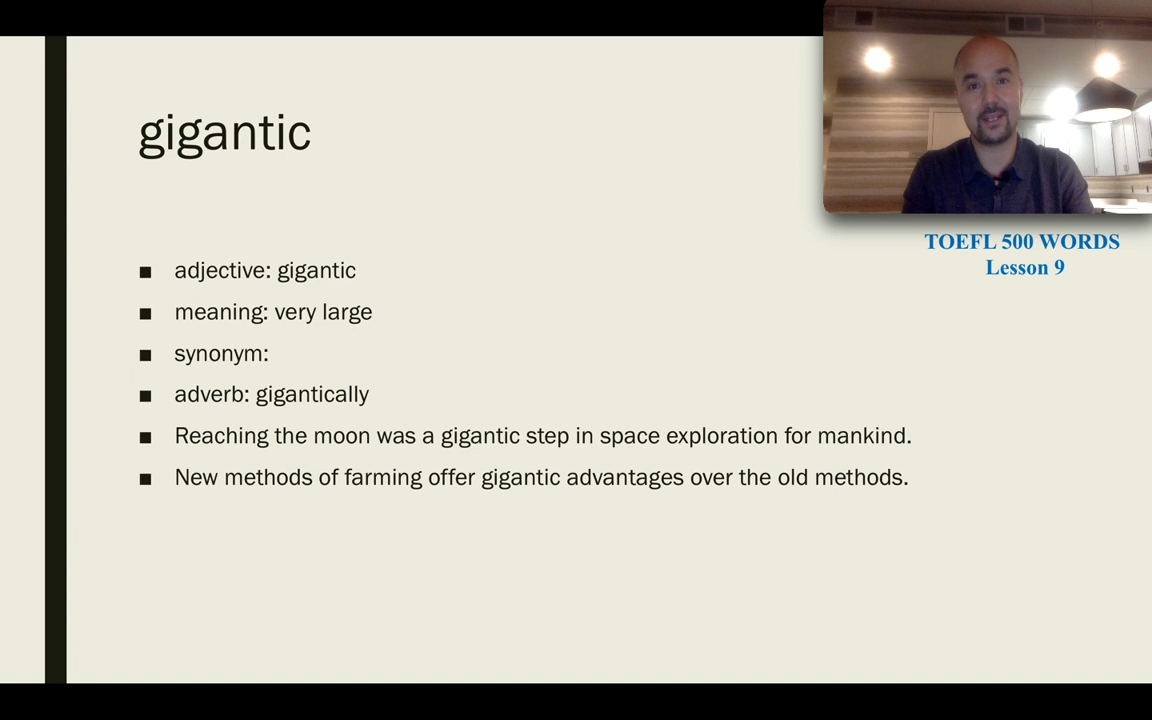 gigantic
TOEFL 500 WORDS
Lesson 9
■ adjective: gigantic
■ meaning: very large
■ synonym:
■ adverb: gigantically
■ Reaching the moon was a gigantic step in space exploration for mankind.
■ New methods of farming offer gigantic advantages over the old methods.